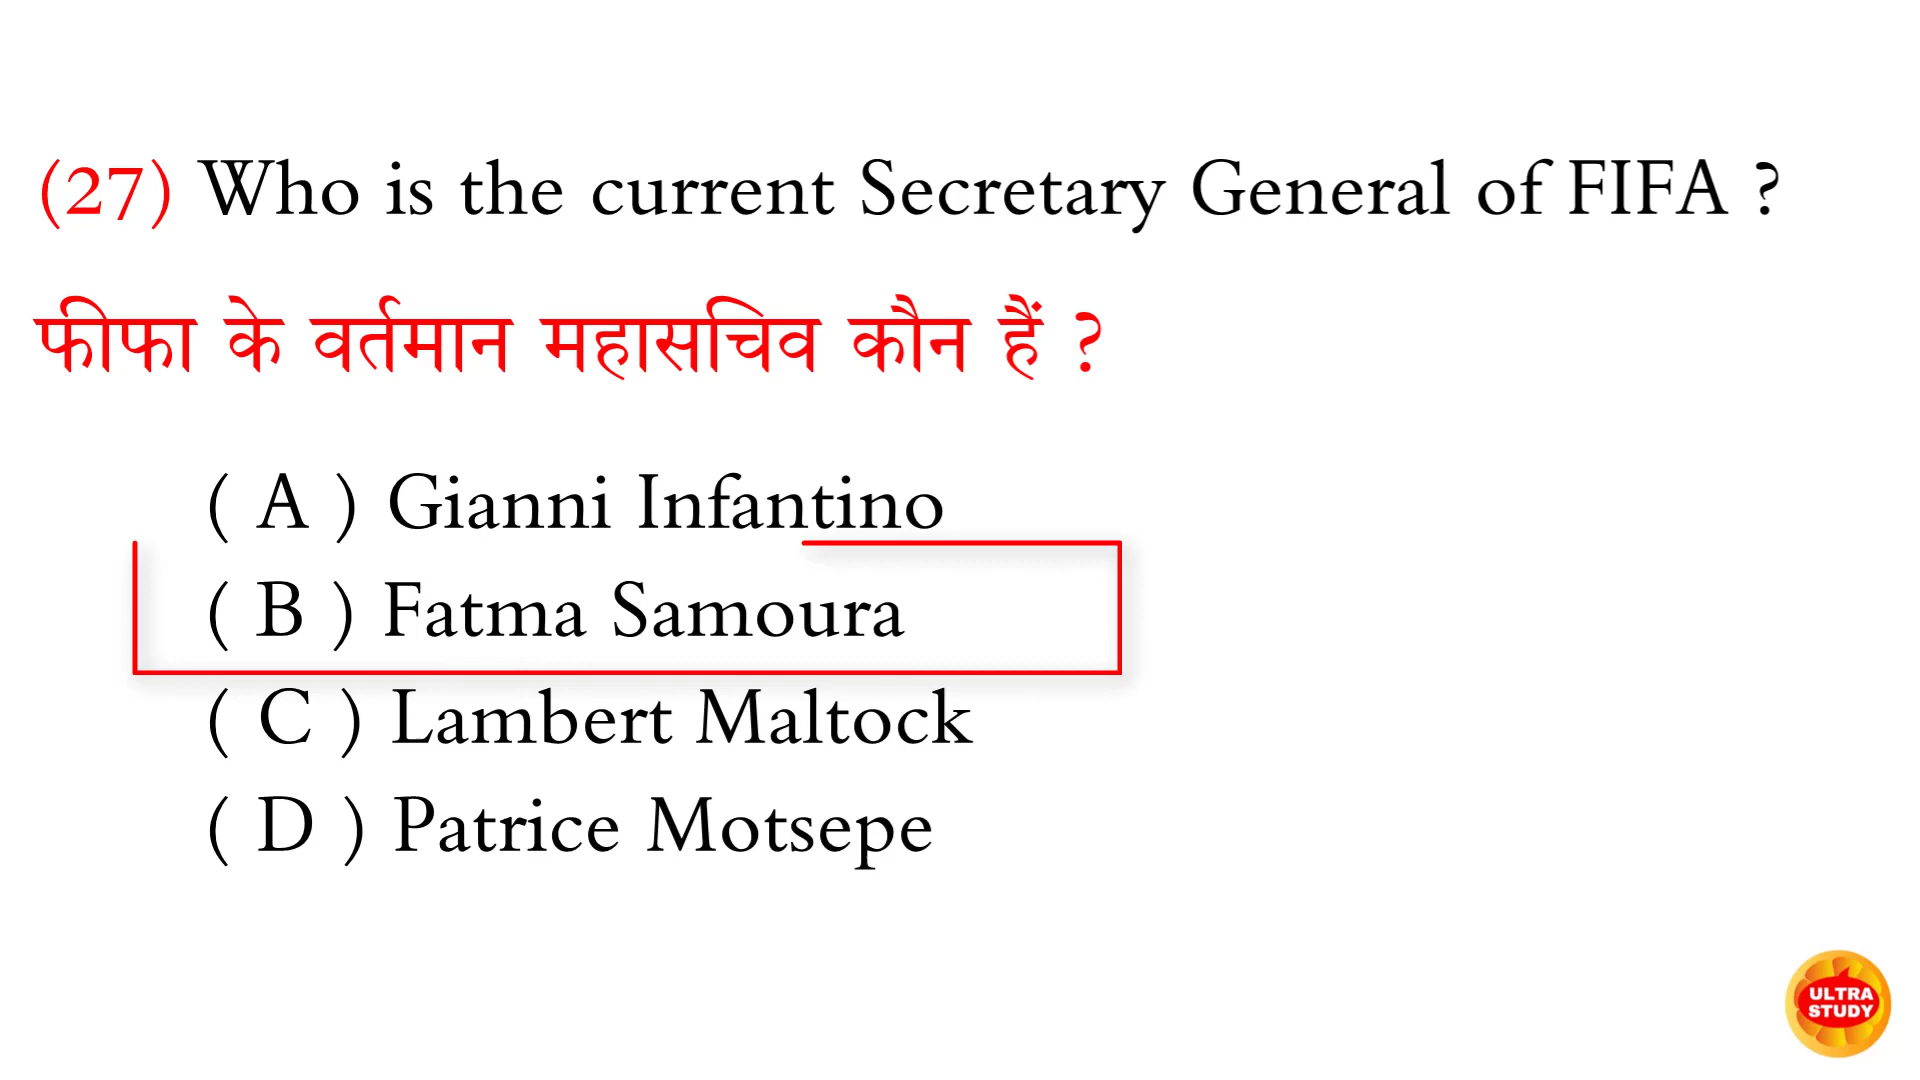 (27) Who is the current Secretary General of FIFA ?
फीफा के वर्तमान महासचिव कौन हैं ?
( A ) Gianni Infantino
( B ) Fatma Samoura
( C ) Lambert Maltock
( D ) Patrice Motsepe
ULTRA
STUDY